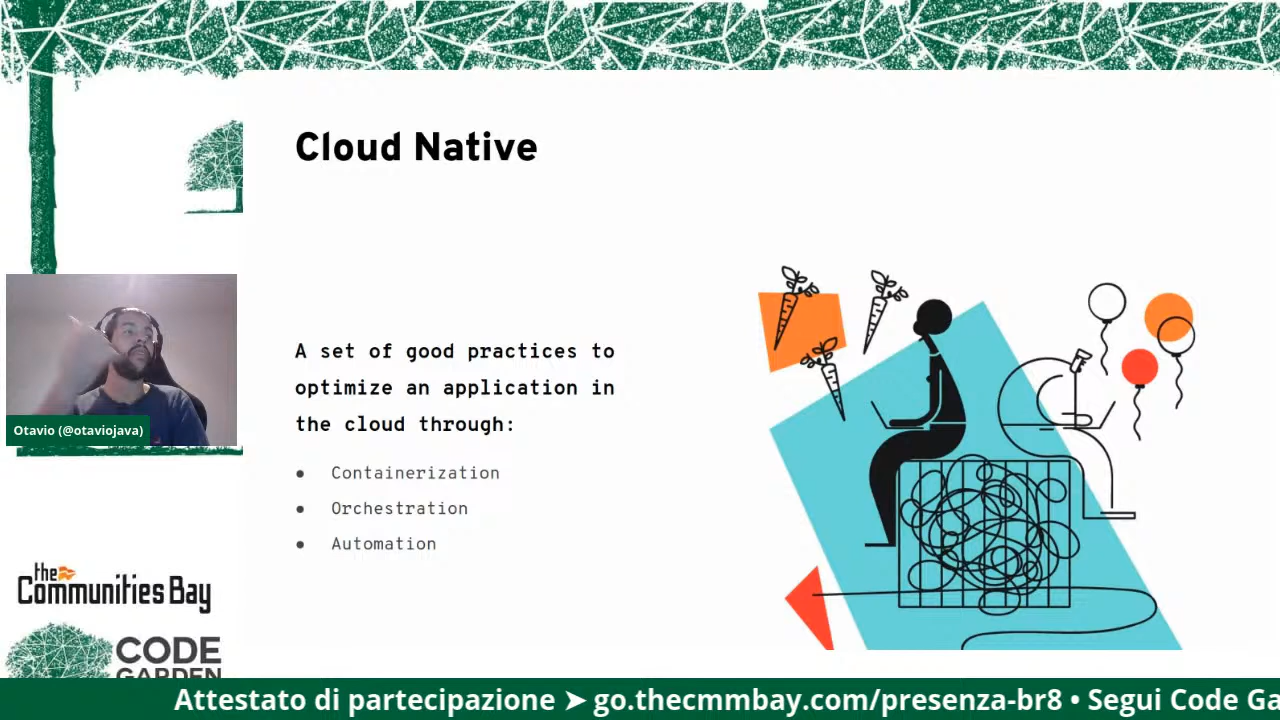 Cloud Native
A set of good practices to
optimize an application in
the cloud through:
● Containerization
● Orchestration
● Automation
Otavio (@otaviojava)
the
Communities Bay
CODE
GARDEN
Attestato di partecipazione ➤ go.thecmmbay.com/presenza-br8 • Segui Code Ga